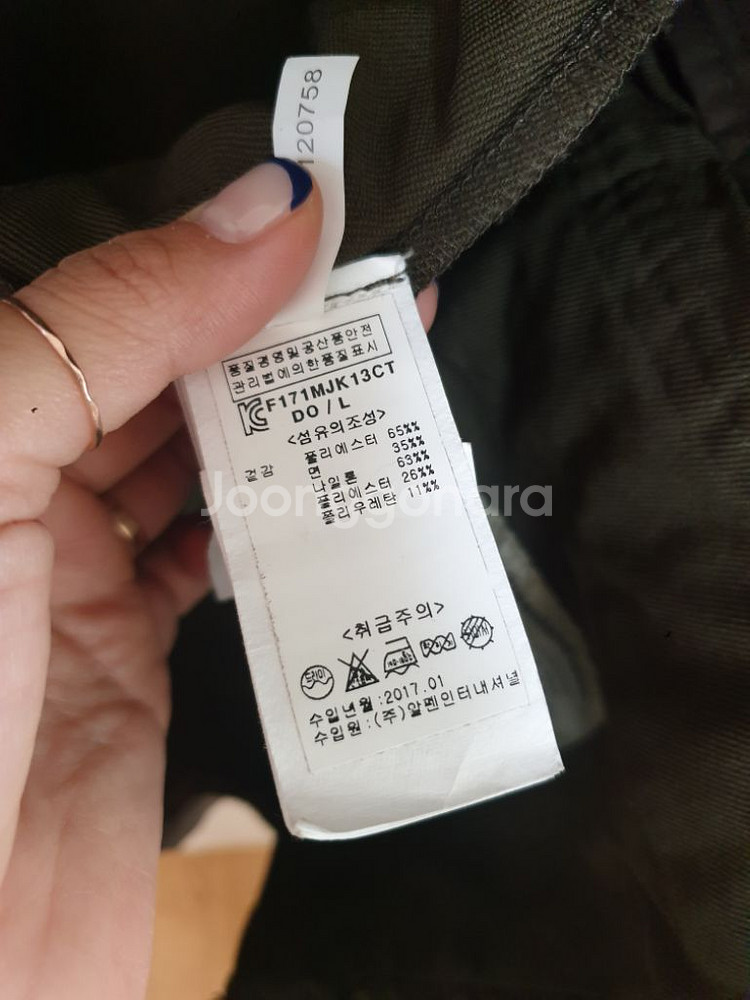 120758
품질경영및공산품안전
관리법에의한품질표시
F171MJK13CT
DO / L
<섬유의조성>
폴리에스터 65%%
겉감 면 35%%
나일론 63%%
폴리에스터 26%%
폴리우레탄 11%%
Joonggonara
<취급주의>
드라이
수입년월:2017.01
수입원:(주)알펜인터내셔널